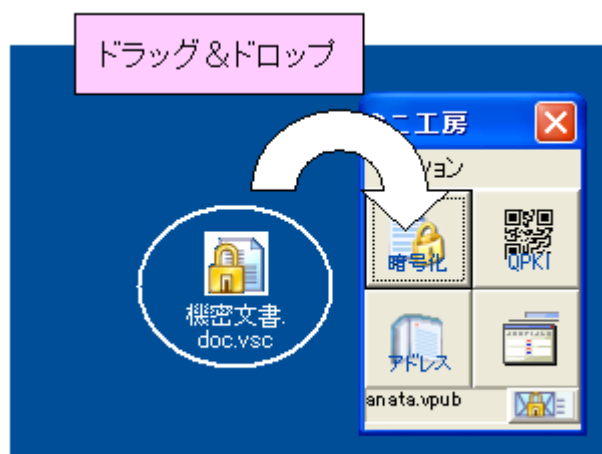 ドラッグ&ドロップ
工房
ョン
暗号化
QPKI
機密文書.
doc.vsc
アドレス
anata.vpub